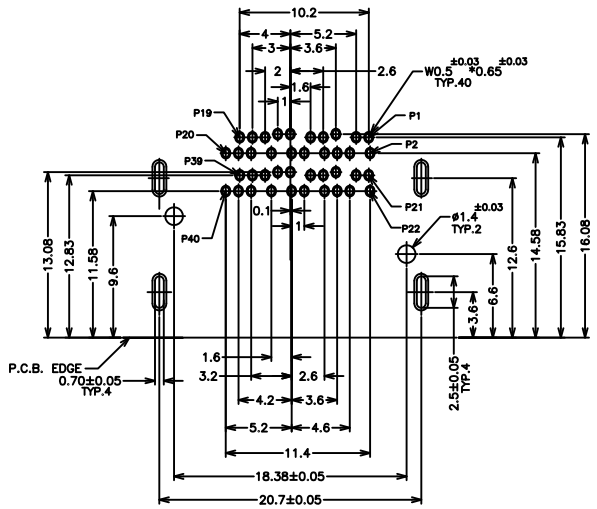 10.2
4 5.2
3 3.6
2 2.6
1.6
1
W0.5 ±0.03 *0.65 ±0.03
TYP.40
P19 P1
P20 P2
P39
P21
P40 P22
0.1
1
ø1.4 ±0.03
TYP.2
13.08
12.83
11.58
9.6
6.6
3.6
12.6
14.58
15.83
16.08
P.C.B. EDGE
0.70±0.05
TYP.4
2.5±0.05
TYP.4
1.6
3.2 2.6
4.2 3.6
5.2 4.6
11.4
18.38±0.05
20.7±0.05